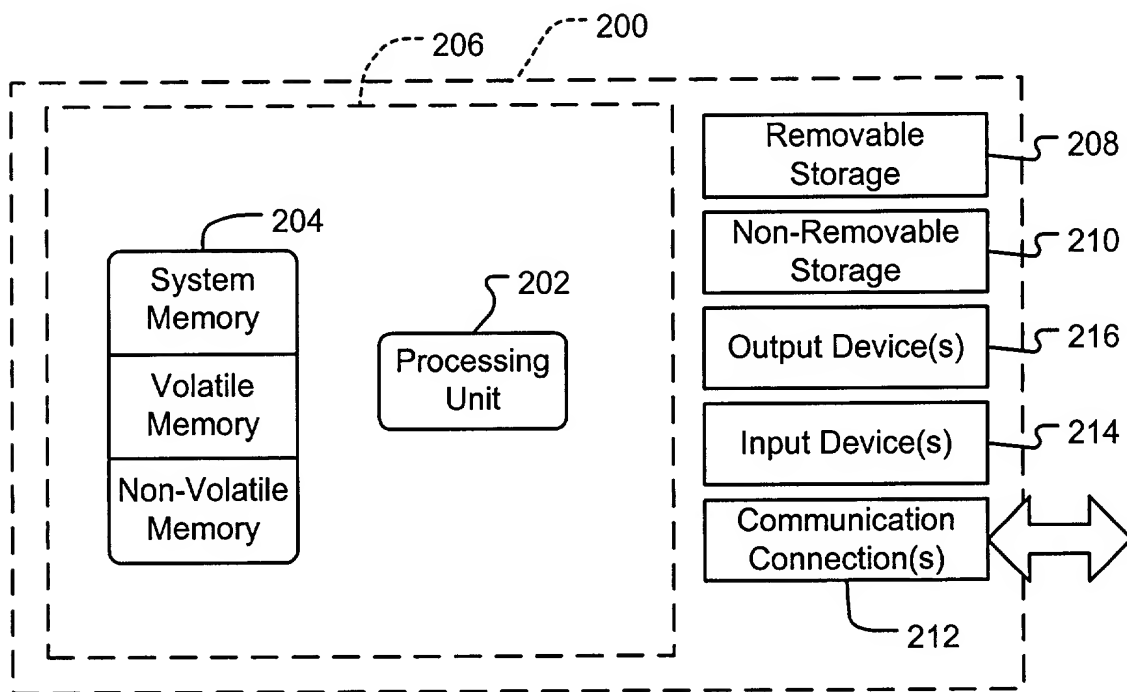 200
206
Removable
Storage
208
204
Non-Removable
Storage
210
System
Memory
202
Processing
Unit
Output Device(s)
216
Volatile
Memory
Input Device(s)
214
Non-Volatile
Memory
Communication
Connection(s)
212